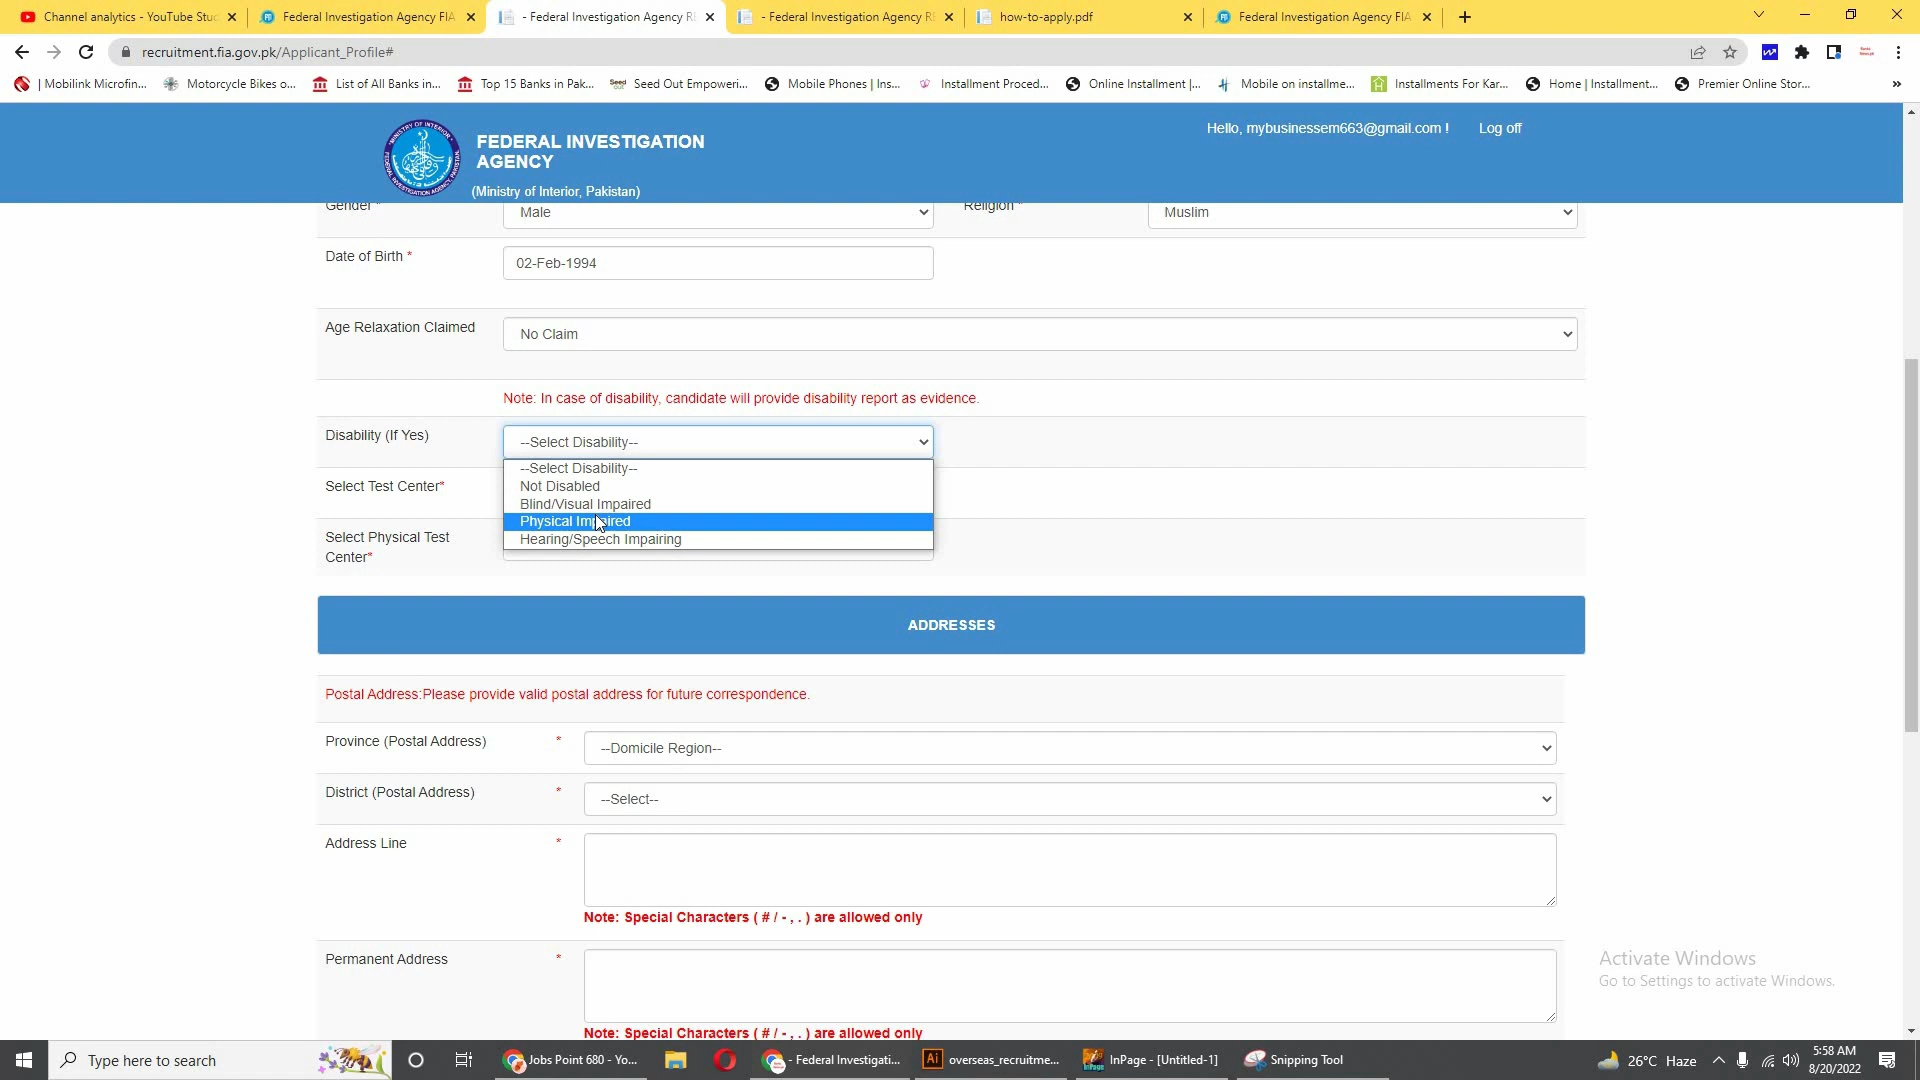 Channel analytics - YouTube Stu
Federal Investigation Agency FIA
- Federal Investigation Agency RE
- Federal Investigation Agency RE
how-to-apply.pdf
Federal Investigation Agency FIA
recruitment.fia.gov.pk/Applicant_Profile#
| Mobilink Microfin...
Motorcycle Bikes o...
List of All Banks in...
Top 15 Banks in Pak...
Seed Out Empoweri...
Mobile Phones | Ins...
Installment Proced...
Online Installment |...
Mobile on installme...
Installments For Kar...
Home | Installment...
Premier Online Stor...
»
FEDERAL INVESTIGATION
AGENCY
(Ministry of Interior, Pakistan)
Hello, mybusinessem663@gmail.com !
Log off
Gender *
Male
Religion *
Muslim
Date of Birth *
02-Feb-1994
Age Relaxation Claimed
No Claim
Note: In case of disability, candidate will provide disability report as evidence.
Disability (If Yes)
--Select Disability--
--Select Disability--
Not Disabled
Blind/Visual Impaired
Physical Impaired
Hearing/Speech Impairing
Select Test Center*
Select Physical Test
Center*
ADDRESSES
Postal Address:Please provide valid postal address for future correspondence.
Province (Postal Address) *
--Domicile Region--
District (Postal Address) *
--Select--
Address Line *
Note: Special Characters ( # / - , . ) are allowed only
Permanent Address *
Note: Special Characters ( # / - , . ) are allowed only
Activate Windows
Go to Settings to activate Windows.
Type here to search
Jobs Point 680 - Yo...
- Federal Investigati...
Ai
overseas_recruitme...
InPage - [Untitled-1]
Snipping Tool
26°C Haze
5:58 AM
8/20/2022